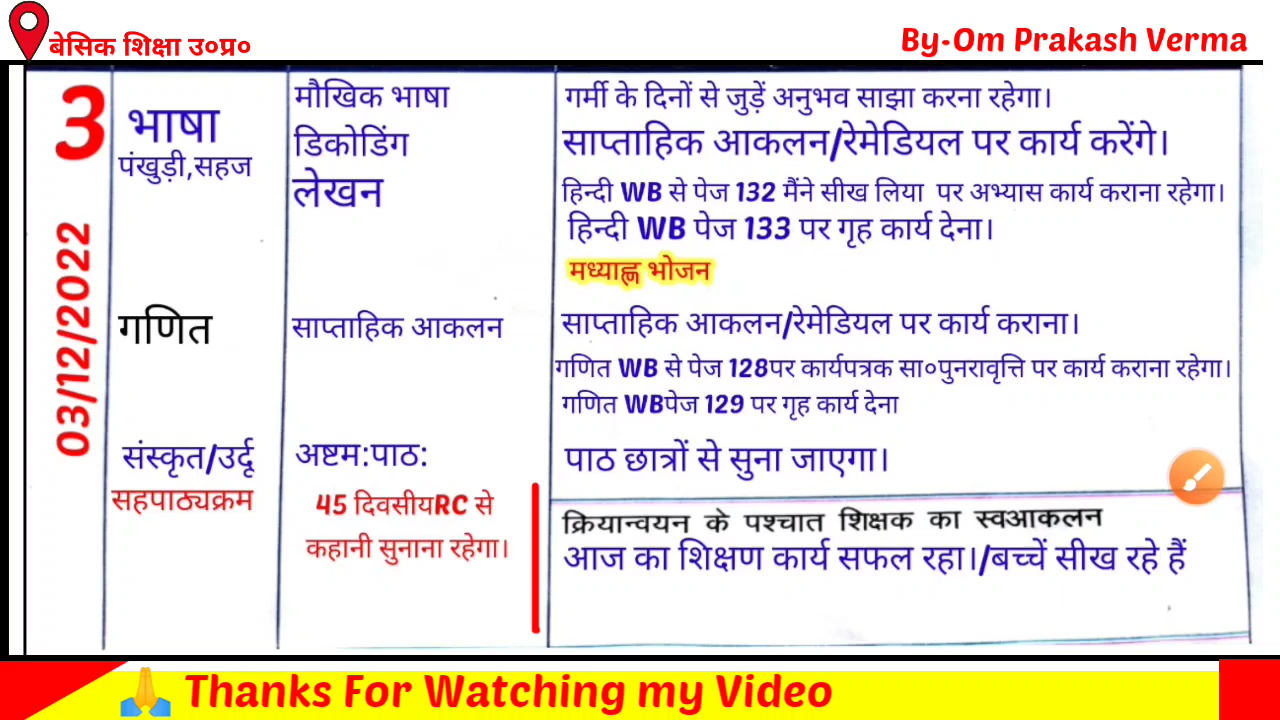 बेसिक शिक्षा उ०प्र०
By-Om Prakash Verma
3
03/12/2022
भाषा
पंखुड़ी,सहज
मौखिक भाषा
डिकोडिंग
लेखन
गर्मी के दिनों से जुड़ें अनुभव साझा करना रहेगा।
साप्ताहिक आकलन/रेमेडियल पर कार्य करेंगे।
हिन्दी WB से पेज 132 मैंने सीख लिया पर अभ्यास कार्य कराना रहेगा।
हिन्दी WB पेज 133 पर गृह कार्य देना।
मध्याह्न भोजन
गणित
साप्ताहिक आकलन
साप्ताहिक आकलन/रेमेडियल पर कार्य कराना।
गणित WB से पेज 128पर कार्यपत्रक सा०पुनरावृत्ति पर कार्य कराना रहेगा।
गणित WBपेज 129 पर गृह कार्य देना
संस्कृत/उर्दू
अष्टम:पाठ:
पाठ छात्रों से सुना जाएगा।
सहपाठ्यक्रम
45 दिवसीयRC से
कहानी सुनाना रहेगा।
क्रियान्वयन के पश्चात शिक्षक का स्वआकलन
आज का शिक्षण कार्य सफल रहा।/बच्चें सीख रहे हैं
Thanks For Watching my Video